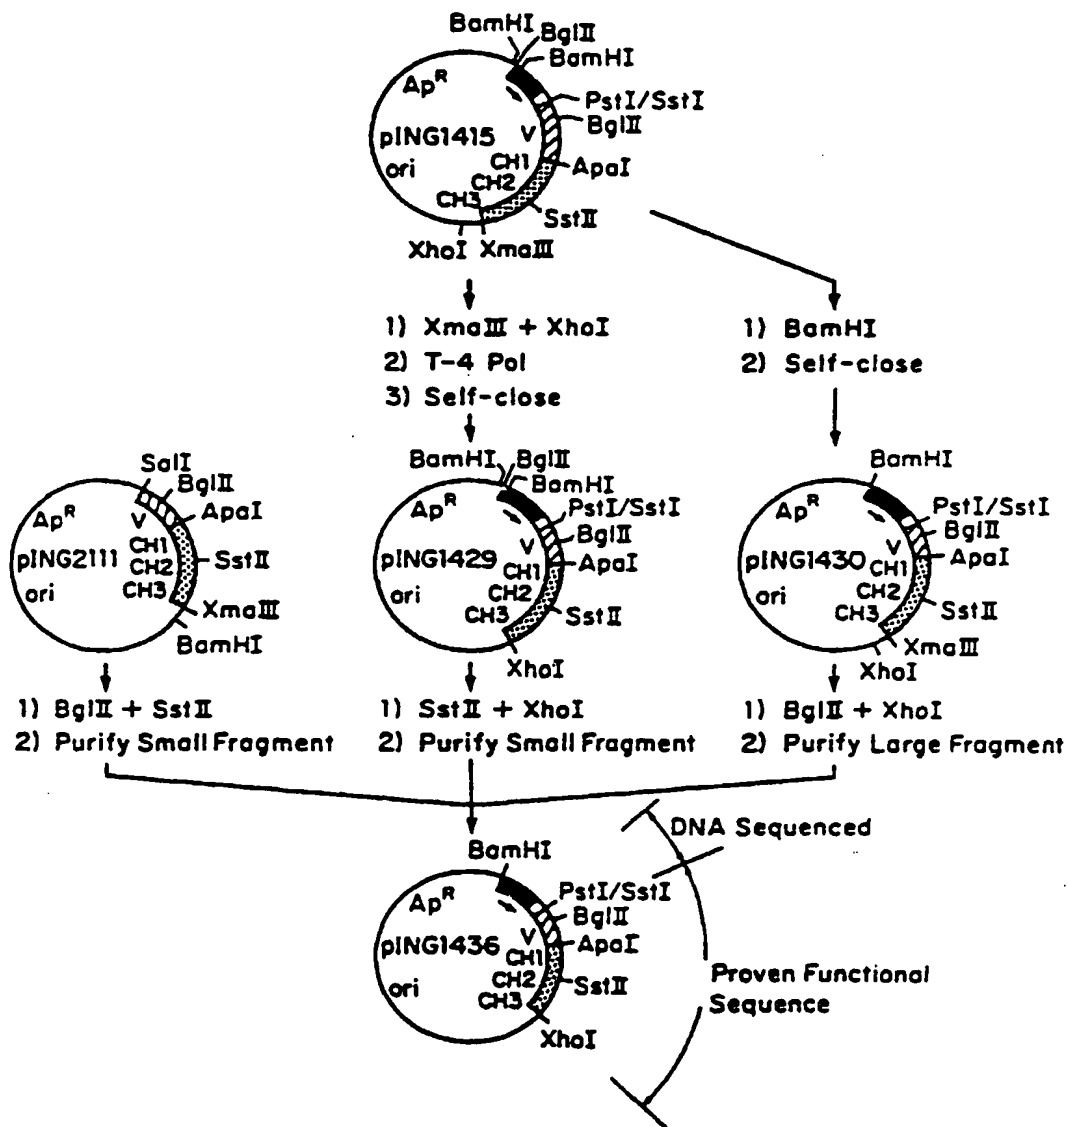 BamHI
BglII
BamHI
Ap^R
PstI/SstI
BglII
pING1415
V
ori
CH1
ApaI
CH2
CH3
SstII
XhoI XmaIII
1) XmaIII + XhoI
2) T-4 Pol
3) Self-close
1) BamHI
2) Self-close
SalI
BglII
ApaI
Ap^R
V
CH1
pING2111
CH2
SstII
ori
CH3
XmaIII
BamHI
BamHI
BglII
BamHI
Ap^R
PstI/SstI
BglII
V
pING1429
CH1
ApaI
ori
CH2
CH3
SstII
XhoI
BamHI
Ap^R
PstI/SstI
BglII
V
ApaI
pING1430
CH1
ori
CH2
CH3
SstII
XmaIII
XhoI
1) BglII + SstII
2) Purify Small Fragment
1) SstII + XhoI
2) Purify Small Fragment
1) BglII + XhoI
2) Purify Large Fragment
BamHI
DNA Sequenced
Ap^R
PstI/SstI
BglII
V
ApaI
pING1436
CH1
ori
CH2
SstII
CH3
XhoI
Proven Functional
Sequence